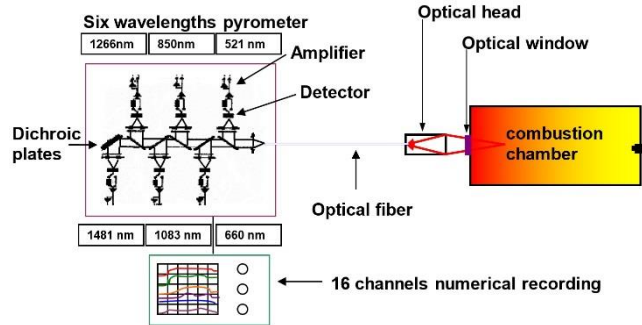 Six wavelengths pyrometer
1266nm 850nm 521 nm
Optical head
Optical window
Amplifier
Detector
Dichroic
plates
combustion
chamber
Optical fiber
1481 nm 1083 nm 660 nm
16 channels numerical recording